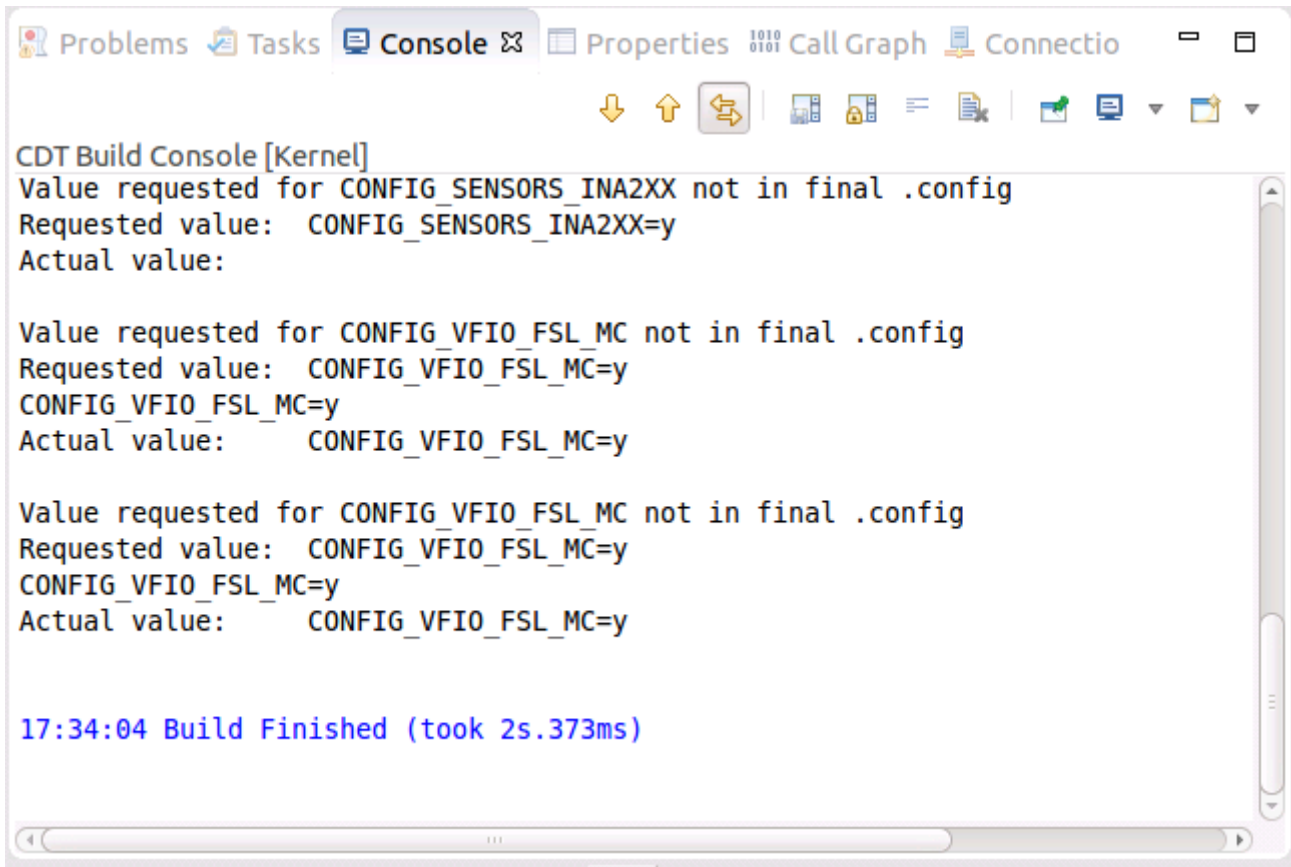 Problems Tasks Console Properties Call Graph Connectio
CDT Build Console [Kernel]
Value requested for CONFIG_SENSORS_INA2XX not in final .config
Requested value:  CONFIG_SENSORS_INA2XX=y
Actual value:
Value requested for CONFIG_VFIO_FSL_MC not in final .config
Requested value:  CONFIG_VFIO_FSL_MC=y
CONFIG_VFIO_FSL_MC=y
Actual value:     CONFIG_VFIO_FSL_MC=y
Value requested for CONFIG_VFIO_FSL_MC not in final .config
Requested value:  CONFIG_VFIO_FSL_MC=y
CONFIG_VFIO_FSL_MC=y
Actual value:     CONFIG_VFIO_FSL_MC=y
17:34:04 Build Finished (took 2s.373ms)